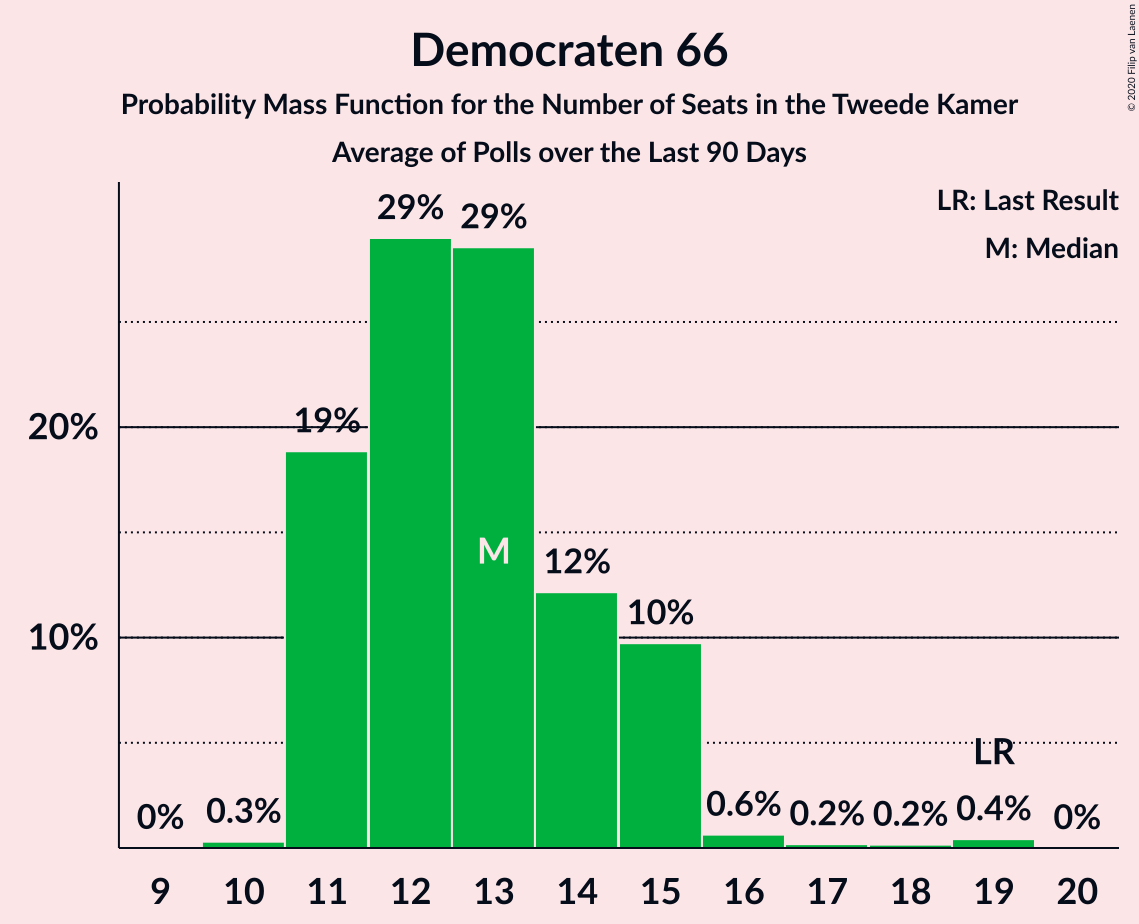 Democraten 66
Probability Mass Function for the Number of Seats in the Tweede Kamer
Average of Polls over the Last 90 Days
© 2020 Filip van Laenen
LR: Last Result
M: Median
29%
29%
20%
19%
M
12%
10%
10%
LR
0%
0.3%
0.6%
0.2%
0.2%
0.4%
0%
9 10 11 12 13 14 15 16 17 18 19 20